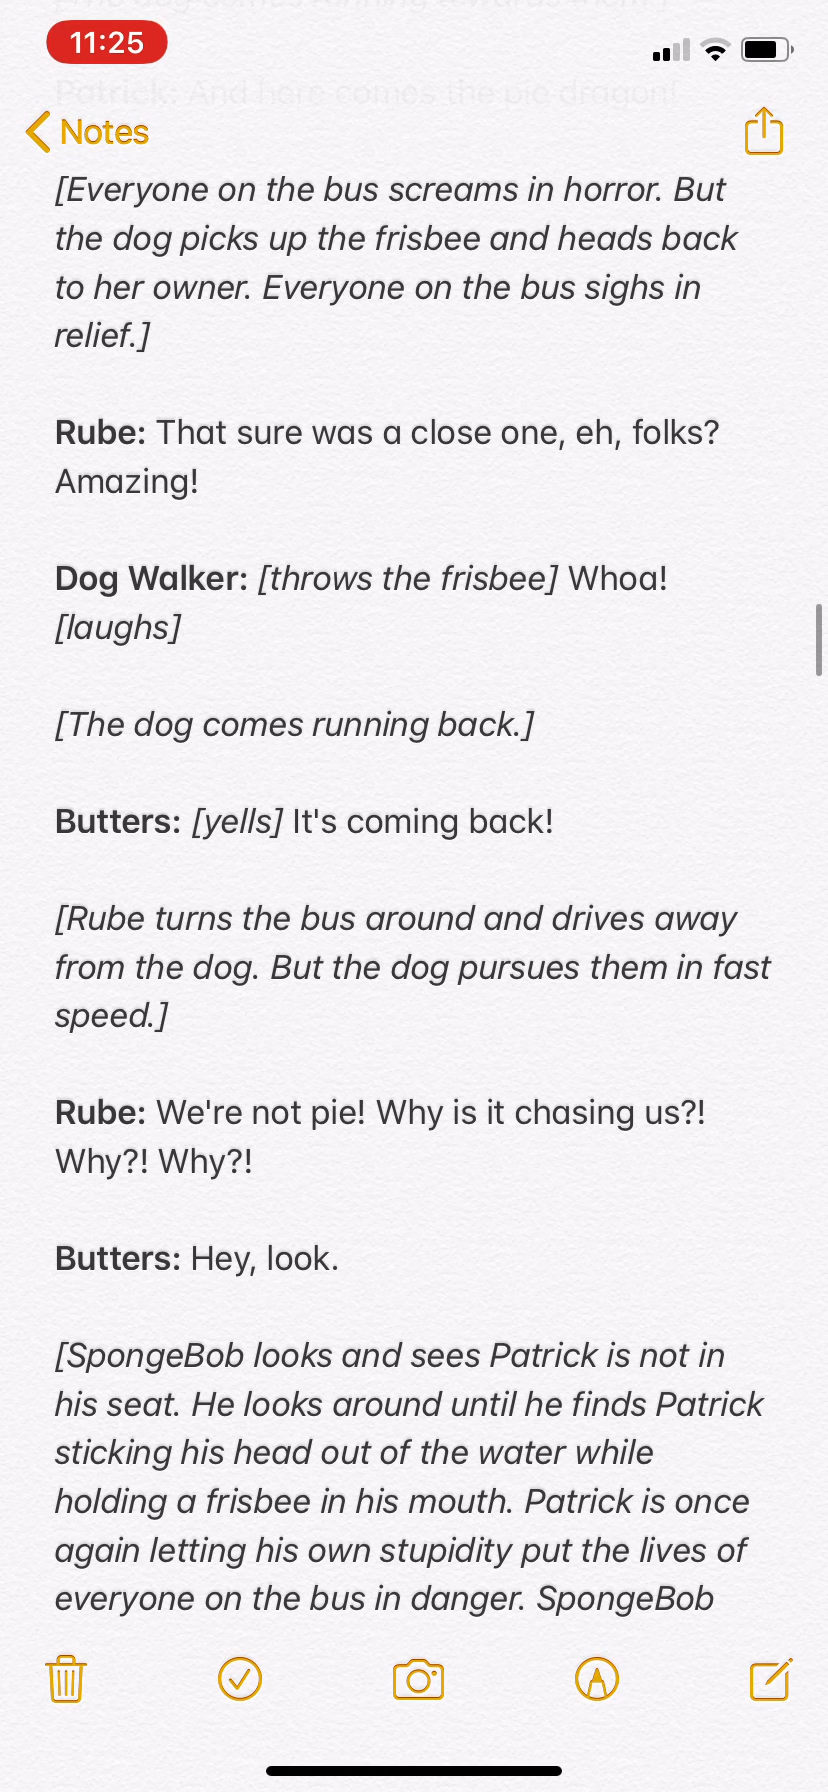 11:25
Patrick: And here comes the pie dragon!
Notes
[Everyone on the bus screams in horror. But
the dog picks up the frisbee and heads back
to her owner. Everyone on the bus sighs in
relief.]
Rube: That sure was a close one, eh, folks?
Amazing!
Dog Walker: [throws the frisbee] Whoa!
[laughs]
[The dog comes running back.]
Butters: [yells] It's coming back!
[Rube turns the bus around and drives away
from the dog. But the dog pursues them in fast
speed.]
Rube: We're not pie! Why is it chasing us?!
Why?! Why?!
Butters: Hey, look.
[SpongeBob looks and sees Patrick is not in
his seat. He looks around until he finds Patrick
sticking his head out of the water while
holding a frisbee in his mouth. Patrick is once
again letting his own stupidity put the lives of
everyone on the bus in danger. SpongeBob